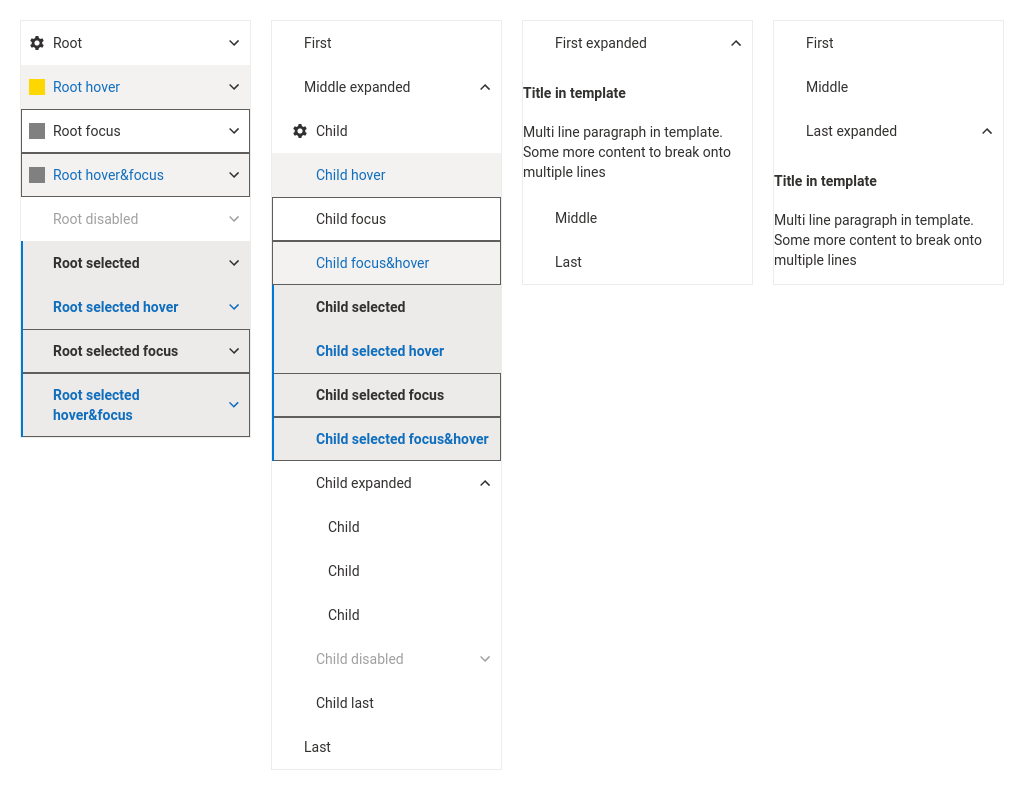 Root
Root hover
Root focus
Root hover&focus
Root disabled
Root selected
Root selected hover
Root selected focus
Root selected
hover&focus
First
Middle expanded
Child
Child hover
Child focus
Child focus&hover
Child selected
Child selected hover
Child selected focus
Child selected focus&hover
Child expanded
Child
Child
Child
Child disabled
Child last
Last
First expanded
Title in template
Multi line paragraph in template.
Some more content to break onto
multiple lines
Middle
Last
First
Middle
Last expanded
Title in template
Multi line paragraph in template.
Some more content to break onto
multiple lines